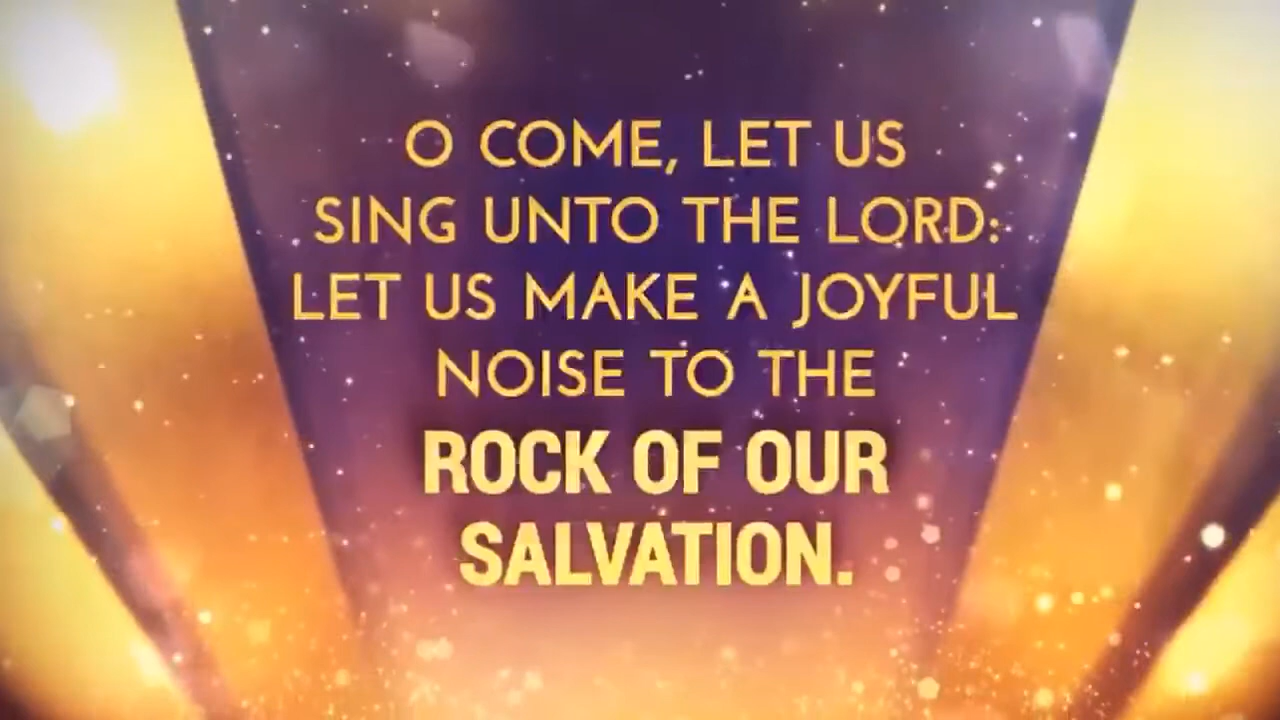 O COME, LET US
SING UNTO THE LORD:
LET US MAKE A JOYFUL
NOISE TO THE
ROCK OF OUR
SALVATION.